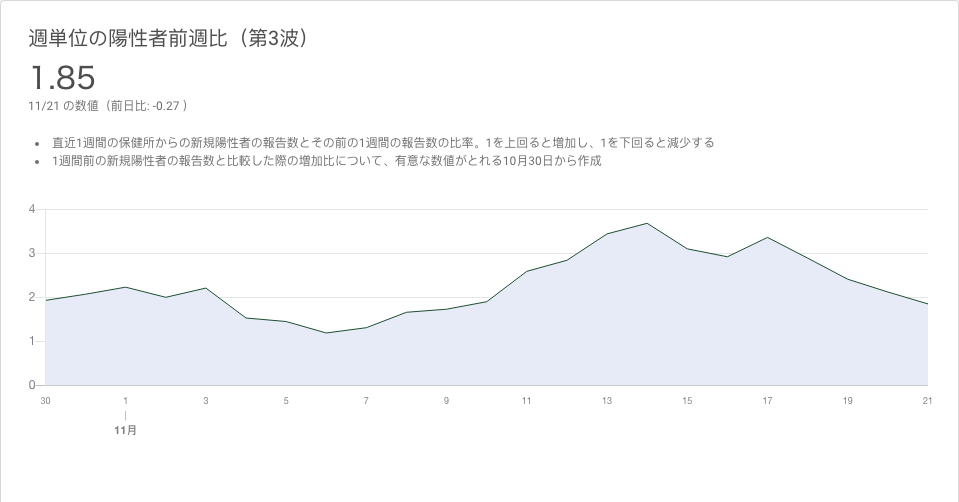 週単位の陽性者前週比（第3波）
1.85
11/21 の数値（前日比: -0.27 ）
• 直近1週間の保健所からの新規陽性者の報告数とその前の1週間の報告数の比率。1を上回ると増加し、1を下回ると減少する
• 1週間前の新規陽性者の報告数と比較した際の増加比について、有意な数値がとれる10月30日から作成
4
3
2
1
0
30 1 3 5 7 9 11 13 15 17 19 21
11月